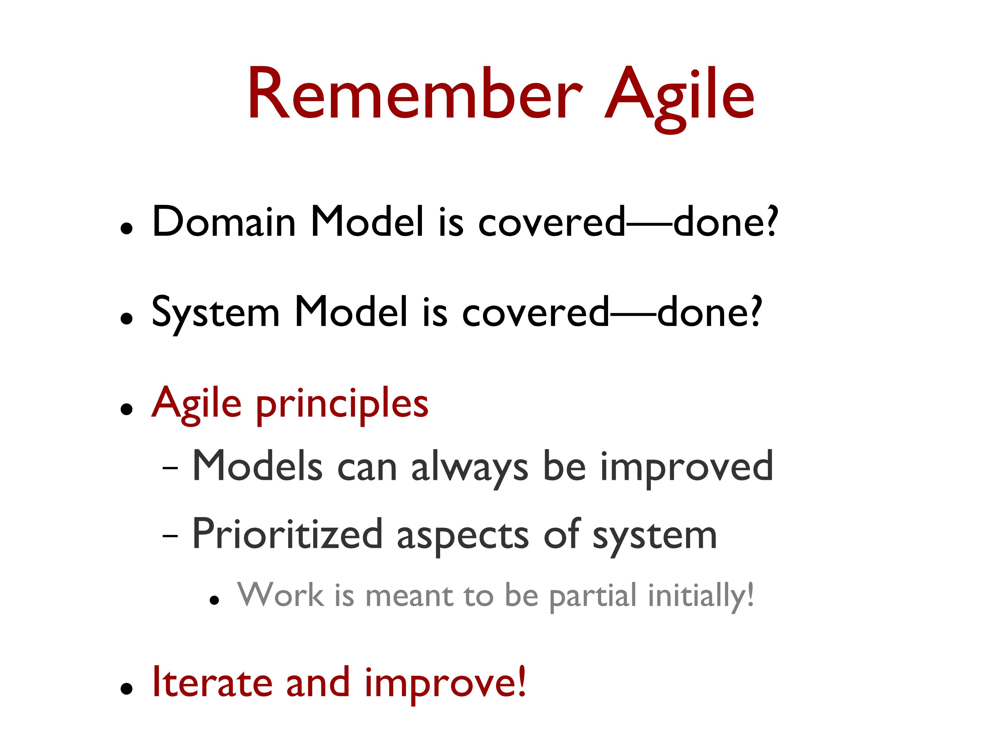 Remember Agile
• Domain Model is covered—done?
• System Model is covered—done?
• Agile principles
– Models can always be improved
– Prioritized aspects of system
• Work is meant to be partial initially!
• Iterate and improve!